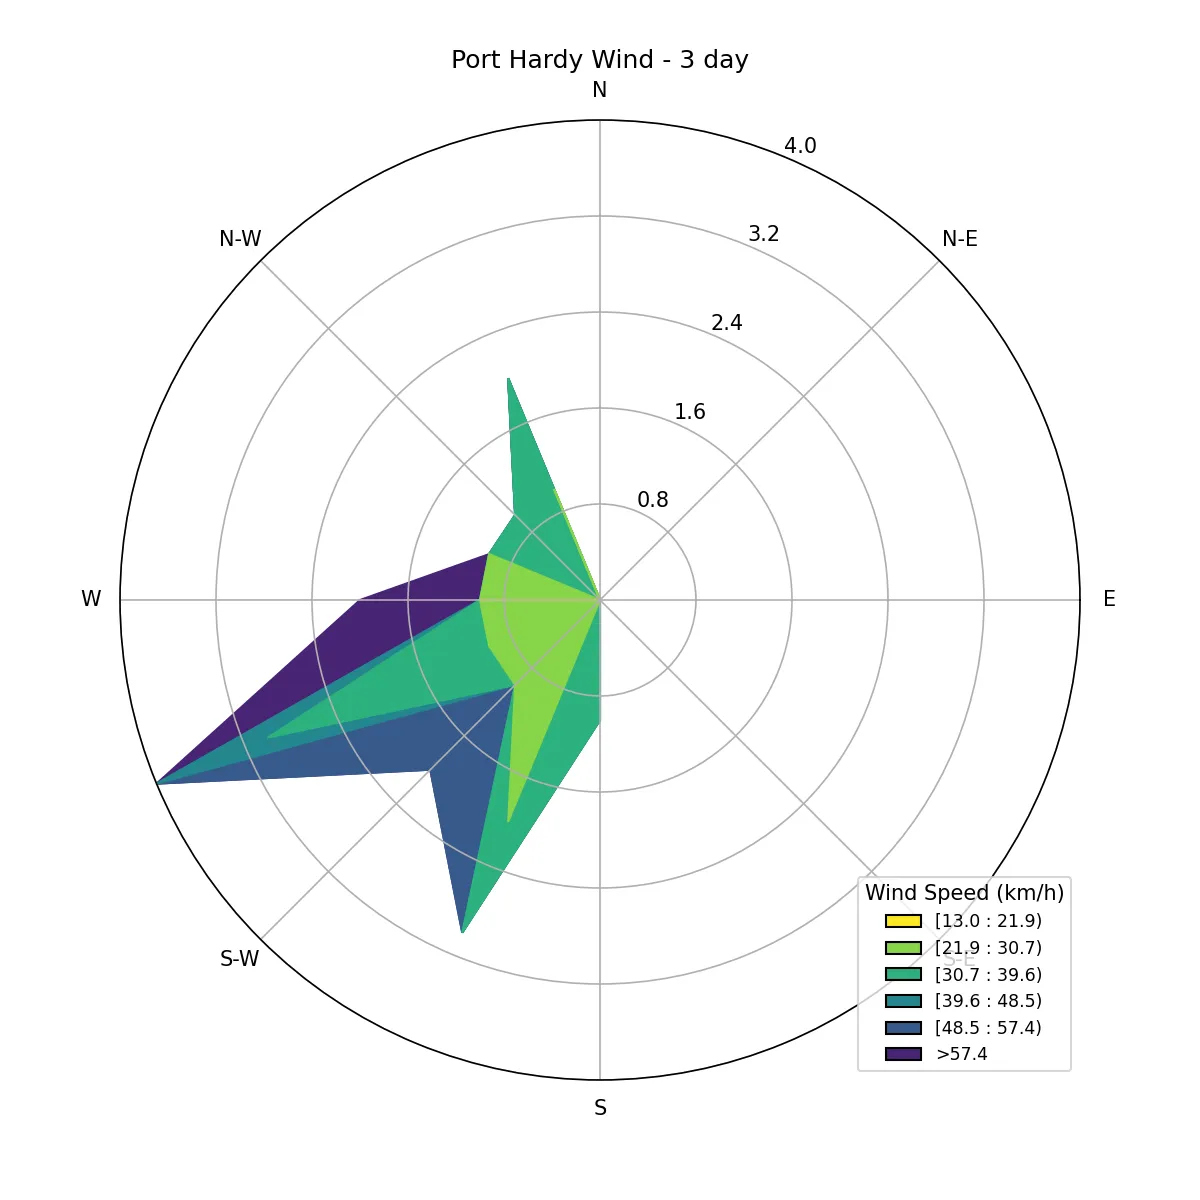 Port Hardy Wind - 3 day
N
4.0
N-W
3.2
N-E
2.4
1.6
0.8
W
E
S-W
S-E
Wind Speed (km/h)
[13.0 : 21.9)
[21.9 : 30.7)
[30.7 : 39.6)
[39.6 : 48.5)
[48.5 : 57.4)
>57.4
S